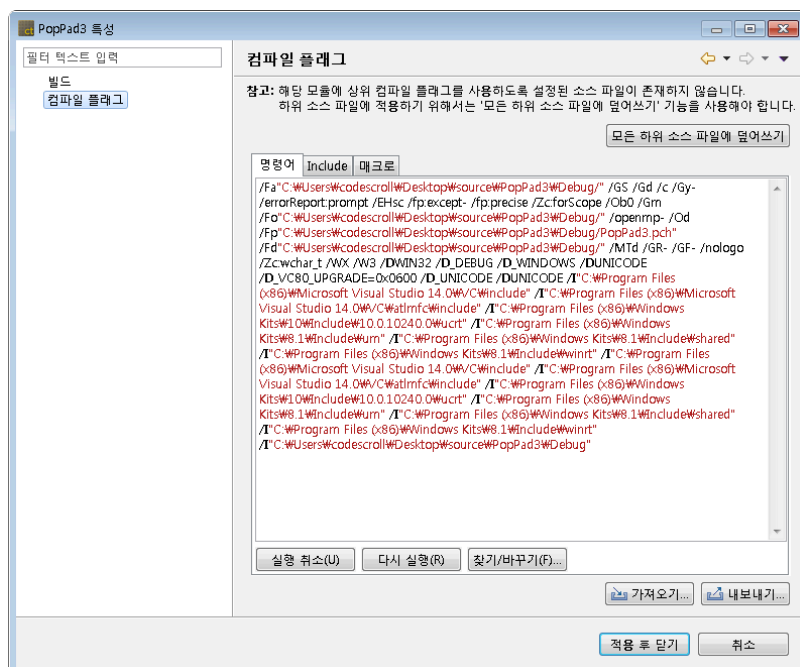 PopPad3 특성
필터 텍스트 입력
빌드
컴파일 플래그
컴파일 플래그
참고: 해당 모듈에 상위 컴파일 플래그를 사용하도록 설정된 소스 파일이 존재하지 않습니다.
하위 소스 파일에 적용하기 위해서는 '모든 하위 소스 파일에 덮어쓰기' 기능을 사용해야 합니다.
모든 하위 소스 파일에 덮어쓰기
명령어 Include 매크로
/Fa"C:₩Users₩codescroll₩Desktop₩source₩PopPad3₩Debug/" /GS /Gd /c /Gy-
/errorReport:prompt /EHsc /fp:except- /fp:precise /Zc:forScope /Ob0 /Gm
/Fo"C:₩Users₩codescroll₩Desktop₩source₩PopPad3₩Debug/" /openmp- /Od
/Fp"C:₩Users₩codescroll₩Desktop₩source₩PopPad3₩Debug/PopPad3.pch"
/Fd"C:₩Users₩codescroll₩Desktop₩source₩PopPad3₩Debug/" /MTd /GR- /GF- /nologo
/Zc:wchar_t /WX /W3 /DWIN32 /D_DEBUG /D_WINDOWS /DUNICODE
/D_VC80_UPGRADE=0x0600 /D_UNICODE /DUNICODE /I"C:₩Program Files
(x86)₩Microsoft Visual Studio 14.0₩VC₩include" /I"C:₩Program Files (x86)₩Microsoft
Visual Studio 14.0₩VC₩atlmfc₩include" /I"C:₩Program Files (x86)₩Windows
Kits₩10₩Include₩10.0.10240.0₩ucrt" /I"C:₩Program Files (x86)₩Windows
Kits₩8.1₩Include₩um" /I"C:₩Program Files (x86)₩Windows Kits₩8.1₩Include₩shared"
/I"C:₩Program Files (x86)₩Windows Kits₩8.1₩Include₩winrt" /I"C:₩Program Files
(x86)₩Microsoft Visual Studio 14.0₩VC₩include" /I"C:₩Program Files (x86)₩Microsoft
Visual Studio 14.0₩VC₩atlmfc₩include" /I"C:₩Program Files (x86)₩Windows
Kits₩10₩Include₩10.0.10240.0₩ucrt" /I"C:₩Program Files (x86)₩Windows
Kits₩8.1₩Include₩um" /I"C:₩Program Files (x86)₩Windows Kits₩8.1₩Include₩shared"
/I"C:₩Program Files (x86)₩Windows Kits₩8.1₩Include₩winrt"
/I"C:₩Users₩codescroll₩Desktop₩source₩PopPad3₩Debug"
실행 취소(U) 다시 실행(R) 찾기/바꾸기(F)...
가져오기... 내보내기...
적용 후 닫기 취소